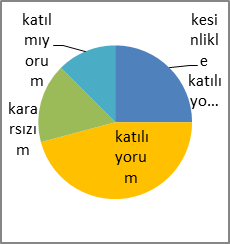 katıl
mıy
oru
m
kesi
nlikl
e
katılı
yo...
kara
rsızı
m
katılı
yoru
m